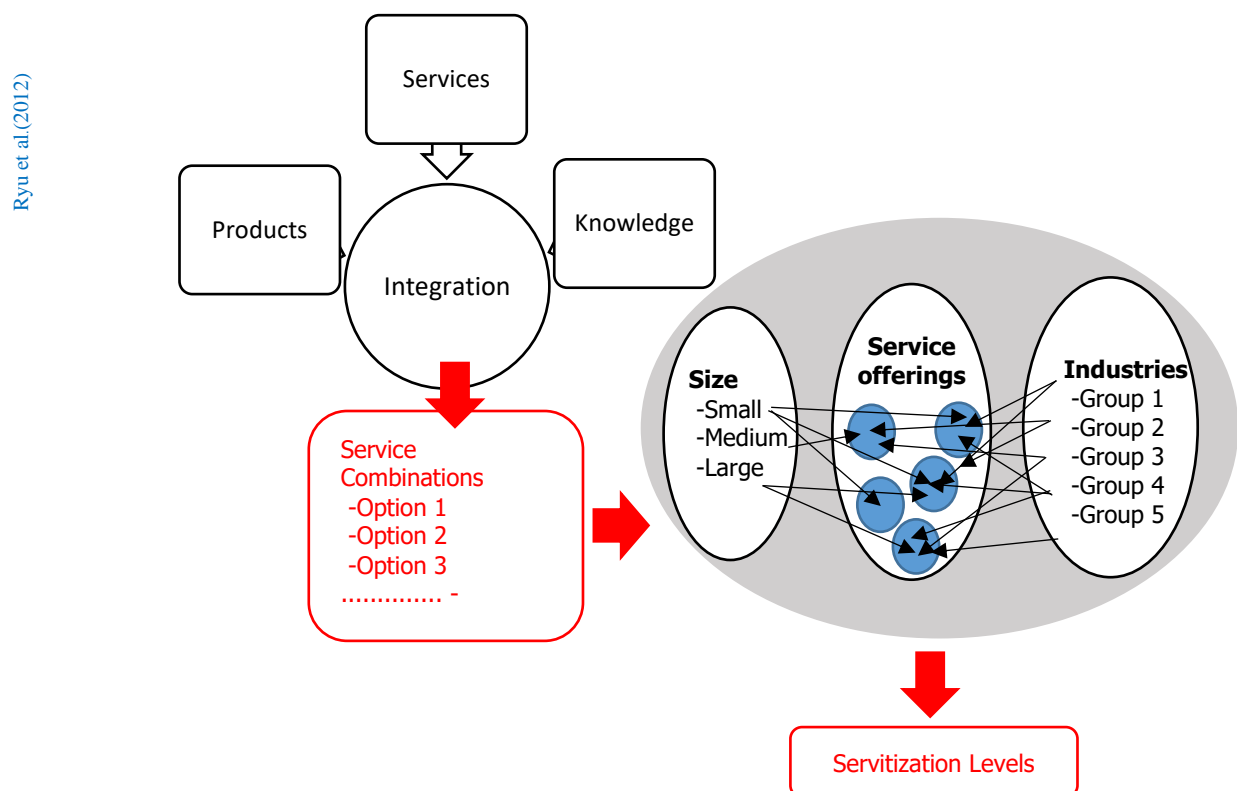 Ryu et al.(2012)
Services
Products
Knowledge
Integration
Service
Combinations
-Option 1
-Option 2
-Option 3
.............. -
Size
-Small
-Medium
-Large
Service
offerings
Industries
-Group 1
-Group 2
-Group 3
-Group 4
-Group 5
Servitization Levels